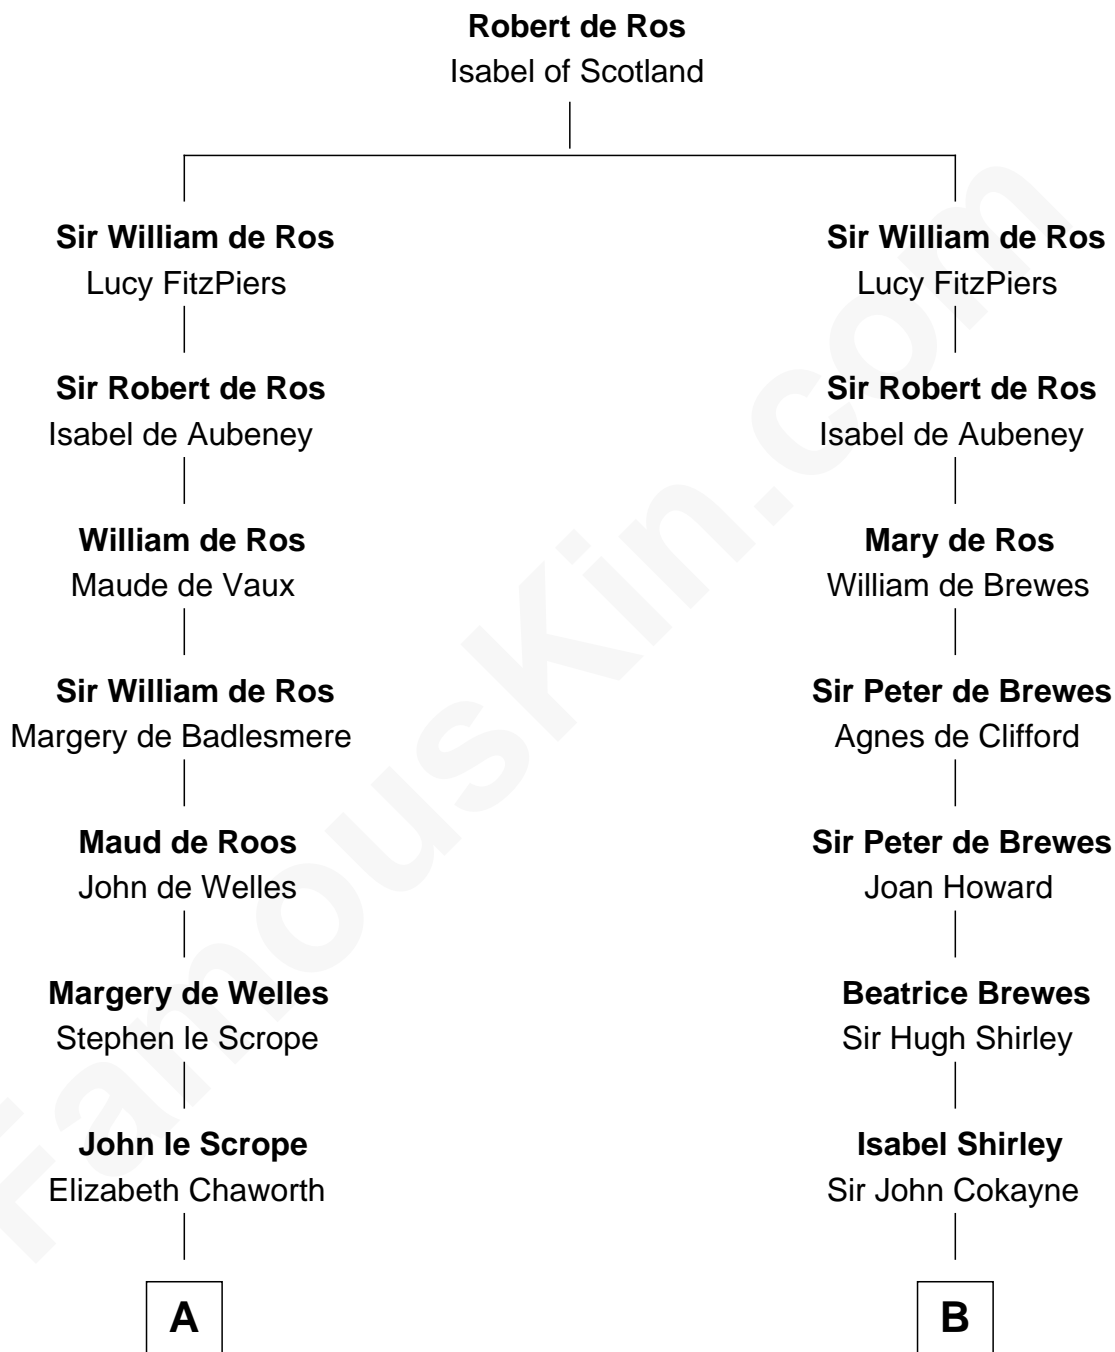 Robert de Ros
Isabel of Scotland
Sir William de Ros
Lucy FitzPiers
Sir Robert de Ros
Isabel de Aubeney
William de Ros
Maude de Vaux
Sir William de Ros
Margery de Badlesmere
Maud de Roos
John de Welles
Margery de Welles
Stephen le Scrope
John le Scrope
Elizabeth Chaworth
A
Sir William de Ros
Lucy FitzPiers
Sir Robert de Ros
Isabel de Aubeney
Mary de Ros
William de Brewes
Sir Peter de Brewes
Agnes de Clifford
Sir Peter de Brewes
Joan Howard
Beatrice Brewes
Sir Hugh Shirley
Isabel Shirley
Sir John Cokayne
B
FamousKin.com